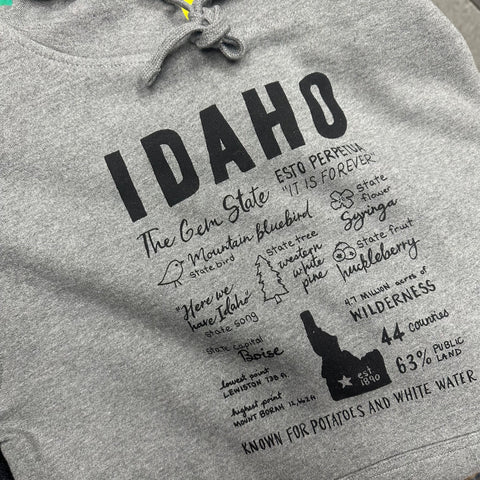 IDAHO
ESTO PERPETUA
"IT IS FOREVER"
The Gem State
state flower
Syringa
Mountain bluebird
state bird
state tree
western white pine
state fruit
huckleberry
"Here we have Idaho"
state song
4.7 MILLION acres of
WILDERNESS
state capital
Boise
44 counties
63% PUBLIC LAND
est 1890
lowest point
LEWISTON 738 ft
highest point
MOUNT BORAH 12,662 ft
KNOWN FOR POTATOES AND WHITE WATER